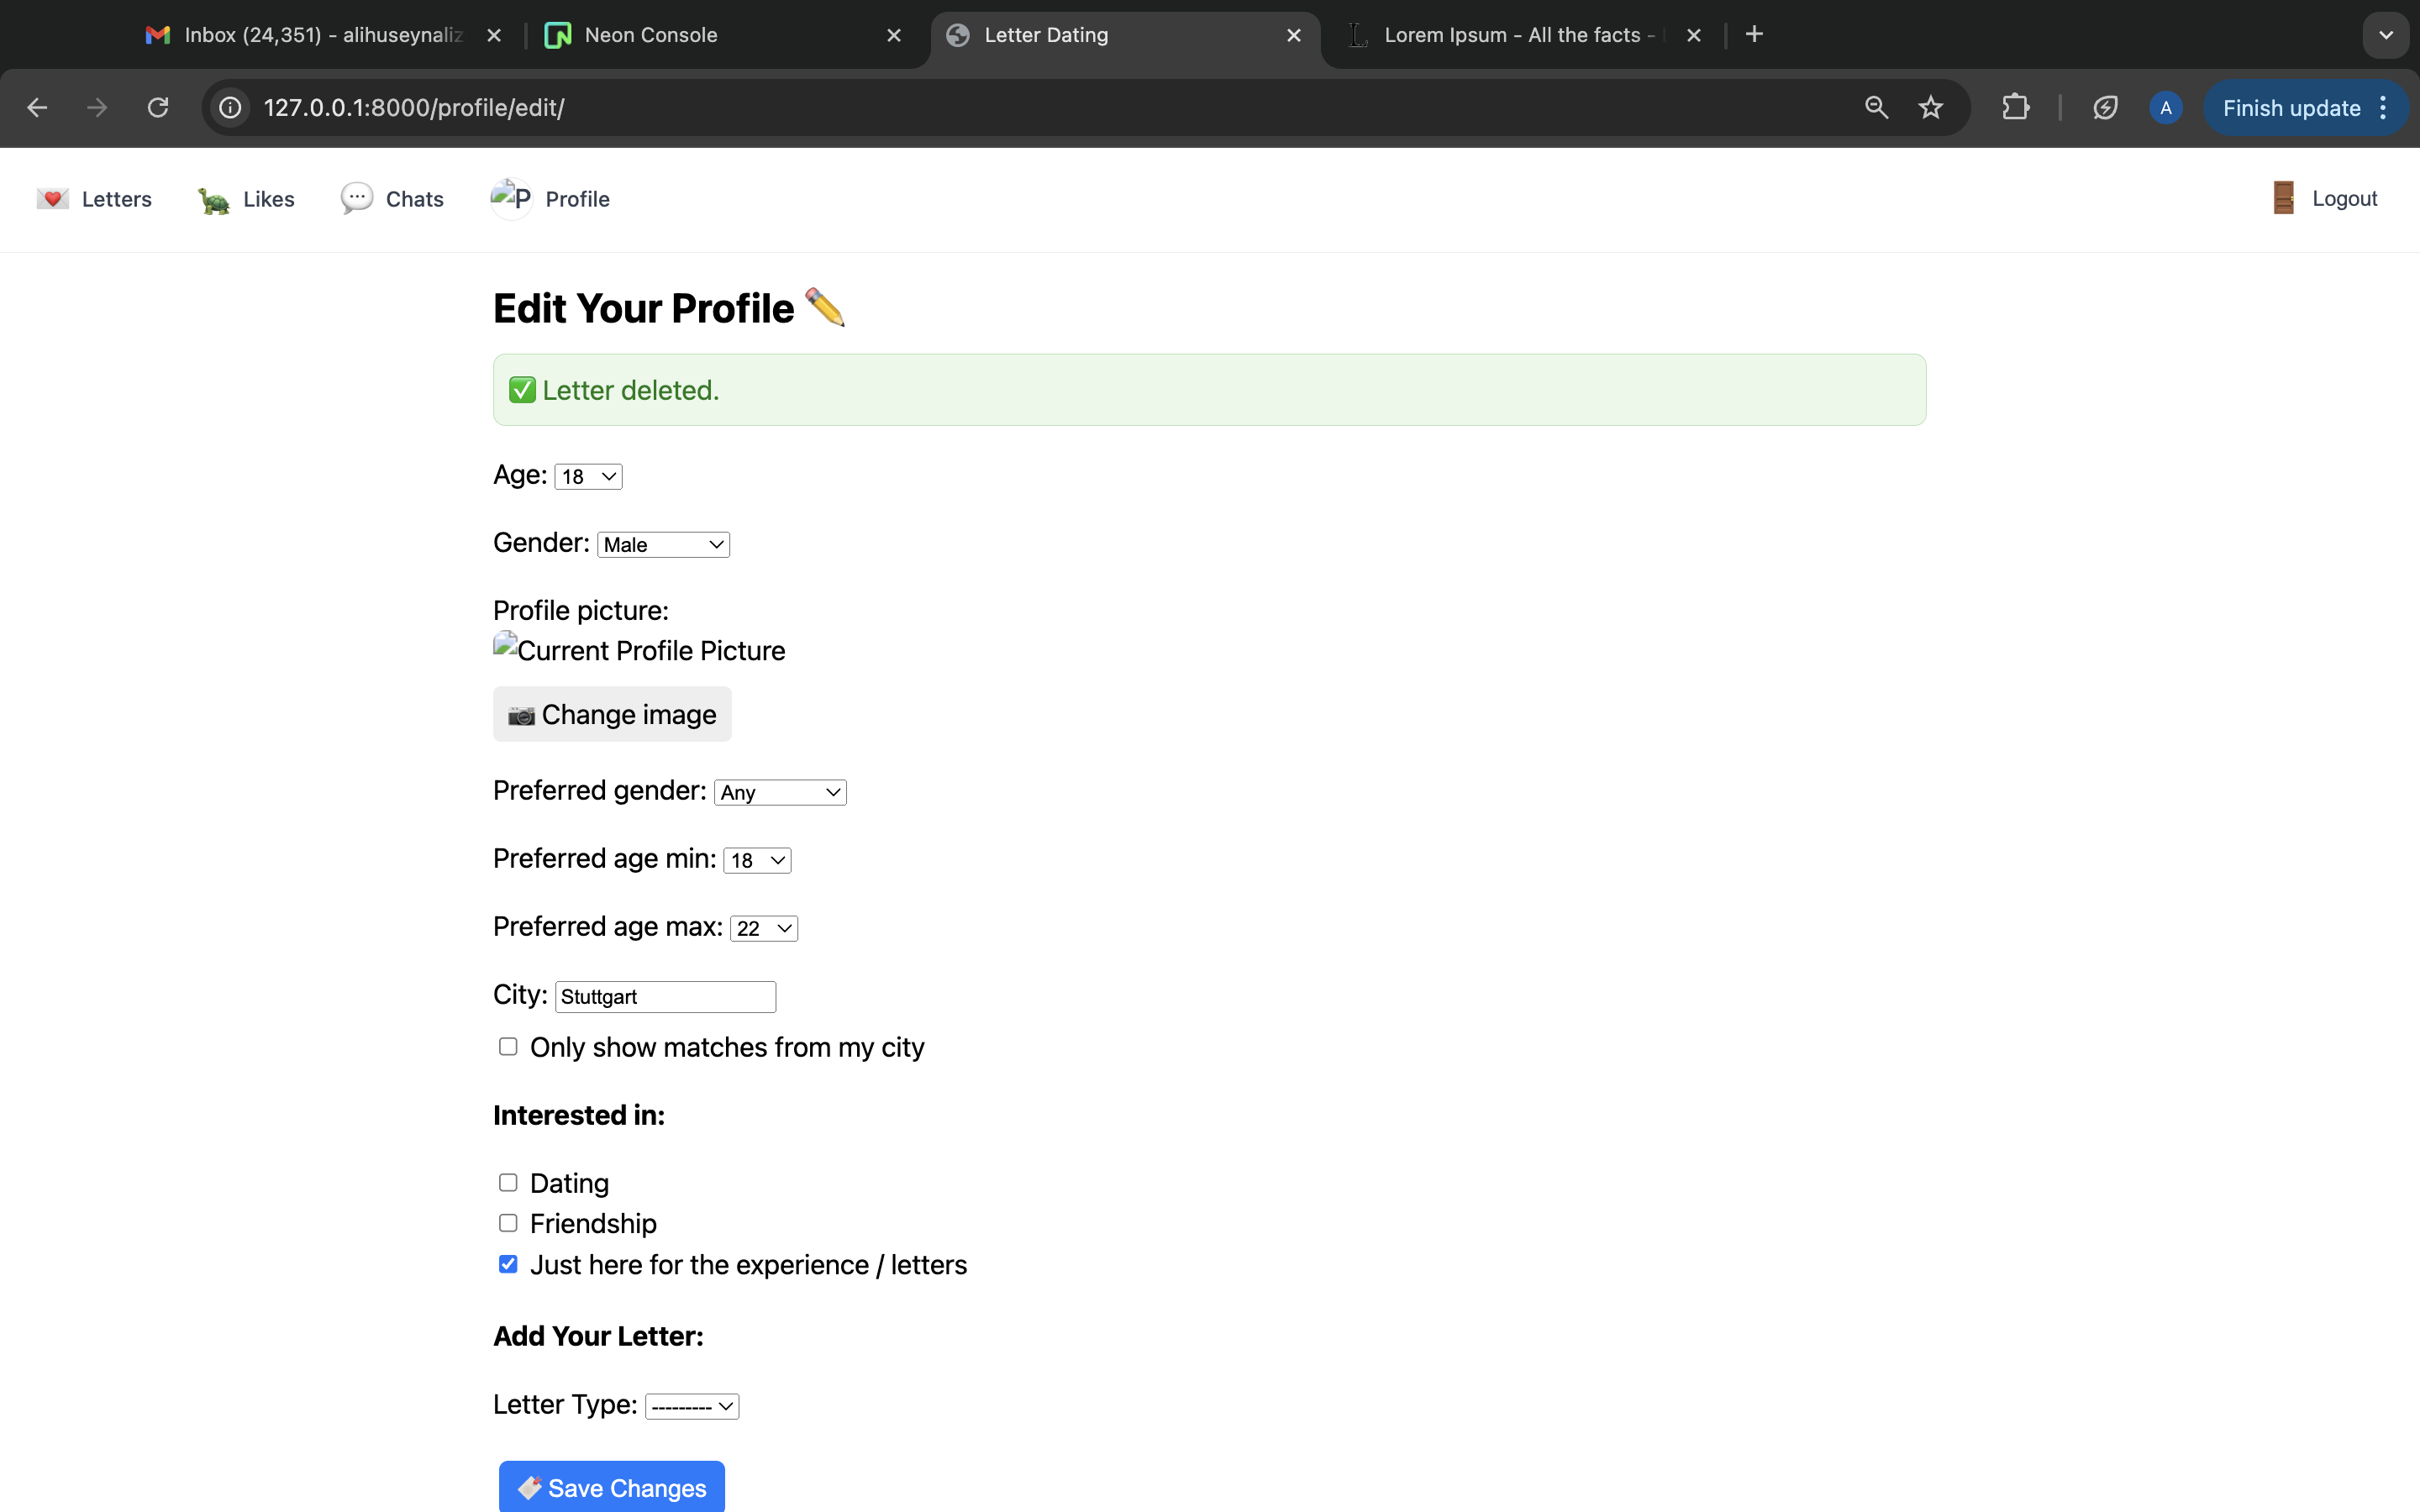 Inbox (24,351) - alihuseynaliz
Neon Console
Letter Dating
Lorem Ipsum - All the facts -
127.0.0.1:8000/profile/edit/
A
Finish update
Letters
Likes
Chats
P
Profile
Logout
Edit Your Profile
Letter deleted.
Age: 18
Gender: Male
Profile picture:
Current Profile Picture
Change image
Preferred gender: Any
Preferred age min: 18
Preferred age max: 22
City: Stuttgart
Only show matches from my city
Interested in:
Dating
Friendship
Just here for the experience / letters
Add Your Letter:
Letter Type: ---------
Save Changes